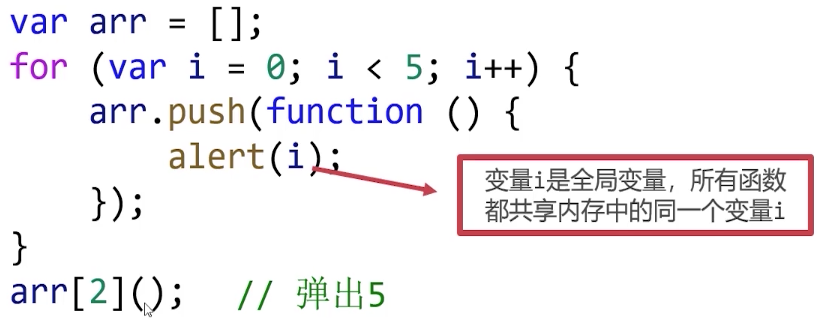 var arr = [];
for (var i = 0; i < 5; i++) {
    arr.push(function () {
        alert(i);
    });
}
arr[2](); // 弹出5
变量i是全局变量，所有函数
都共享内存中的同一个变量i